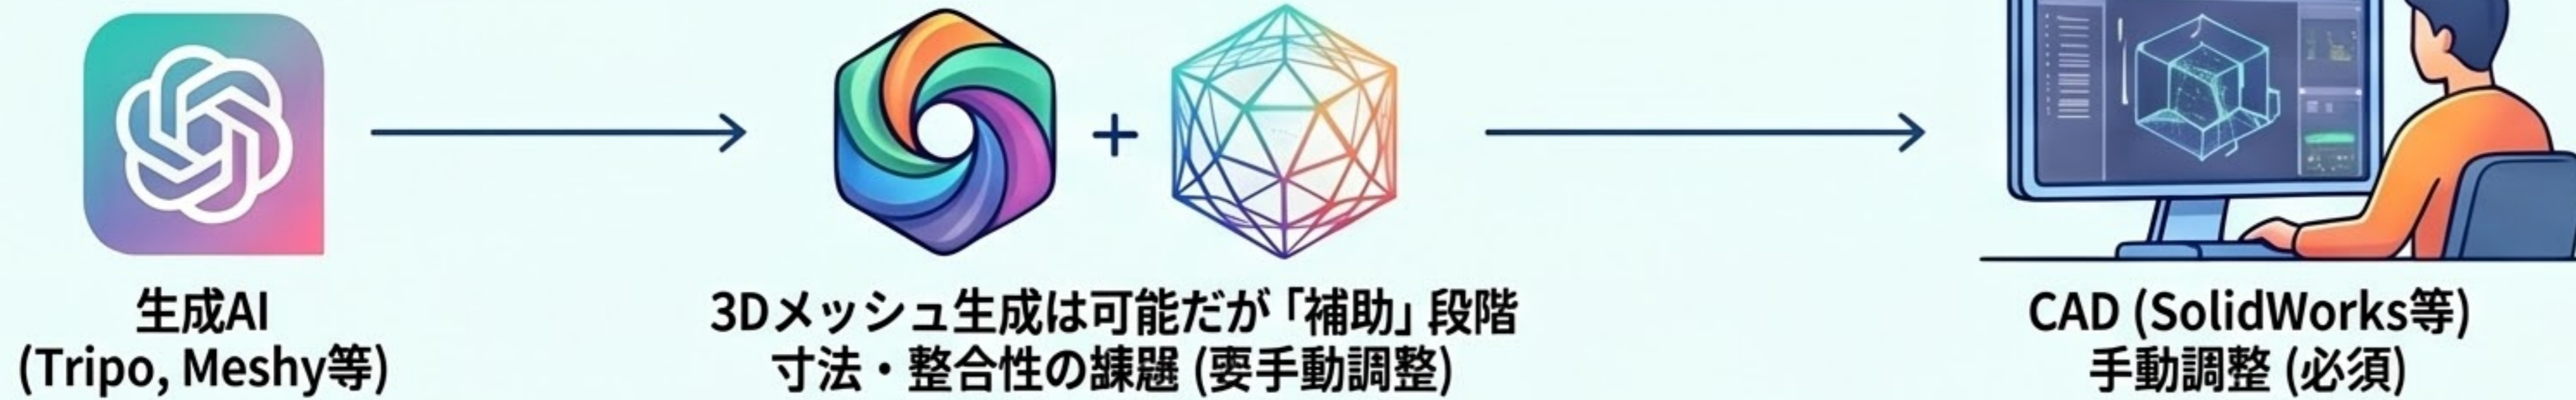 生成AI
(Tripo, Meshy等)
3Dメッシュ生成は可能だが「補助」段階
寸法・整合性の (要手動調整)
CAD (SolidWorks等)
手動調整 (必須)